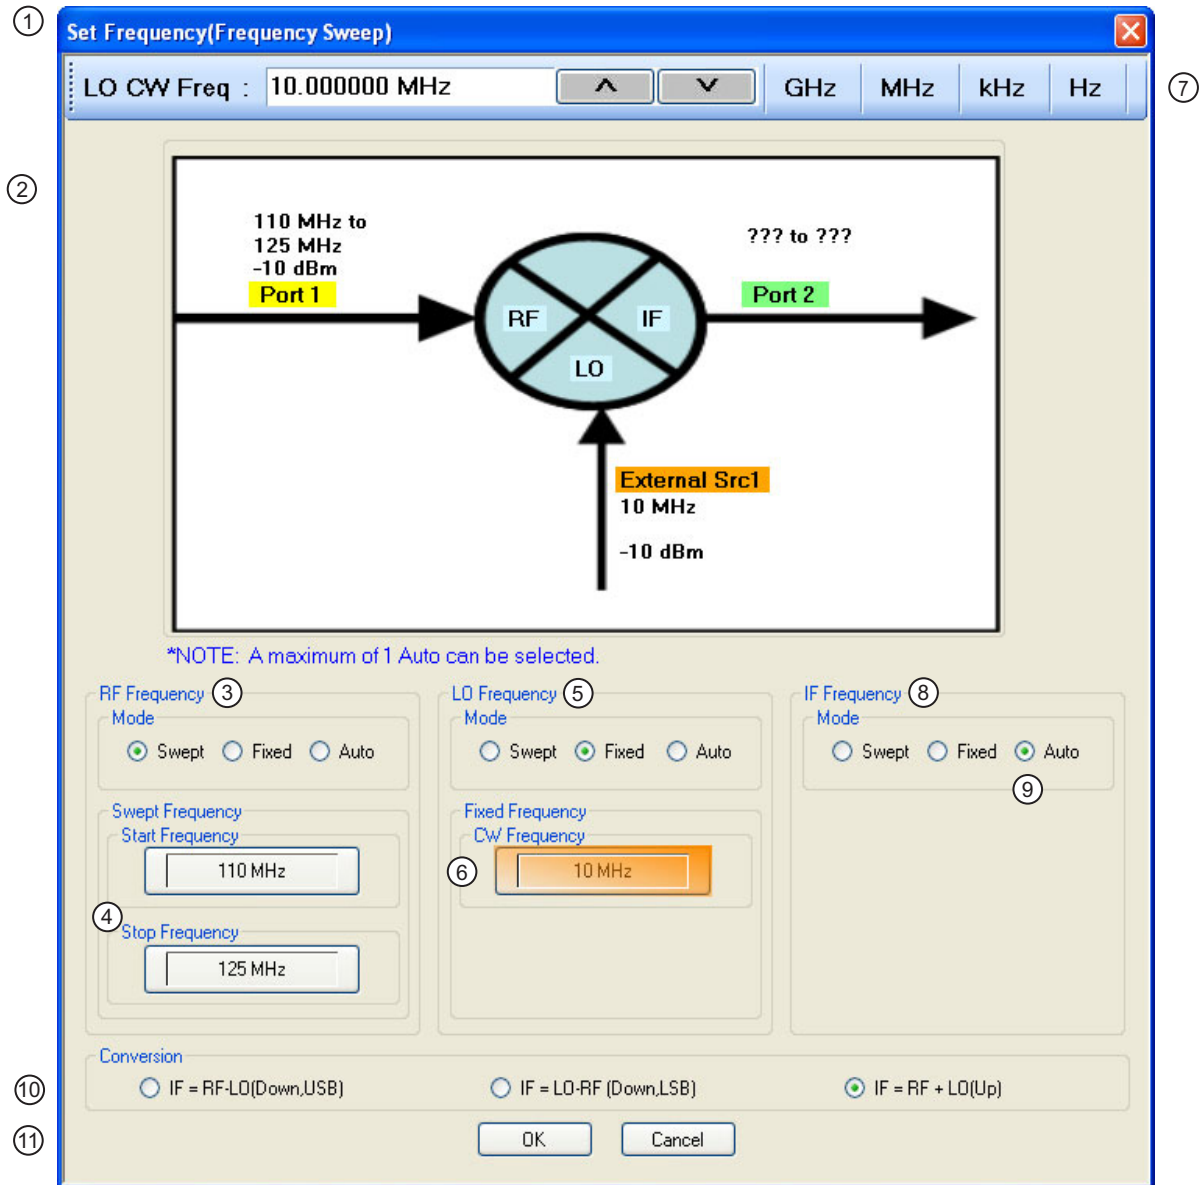 1
Set Frequency(Frequency Sweep)
LO CW Freq : 10.000000 MHz GHz MHz kHz Hz
7
2
110 MHz to
125 MHz
-10 dBm
Port 1
??? to ???
Port 2
RF IF
LO
External Src1
10 MHz
-10 dBm
*NOTE: A maximum of 1 Auto can be selected.
RF Frequency 3
Mode
Swept Fixed Auto
Swept Frequency
Start Frequency
110 MHz
4
Stop Frequency
125 MHz
LO Frequency 5
Mode
Swept Fixed Auto
Fixed Frequency
CW Frequency
6 10 MHz
IF Frequency 8
Mode
Swept Fixed Auto
9
Conversion
10 IF = RF-LO(Down,USB) IF = LO-RF (Down,LSB) IF = RF + LO(Up)
11 OK Cancel